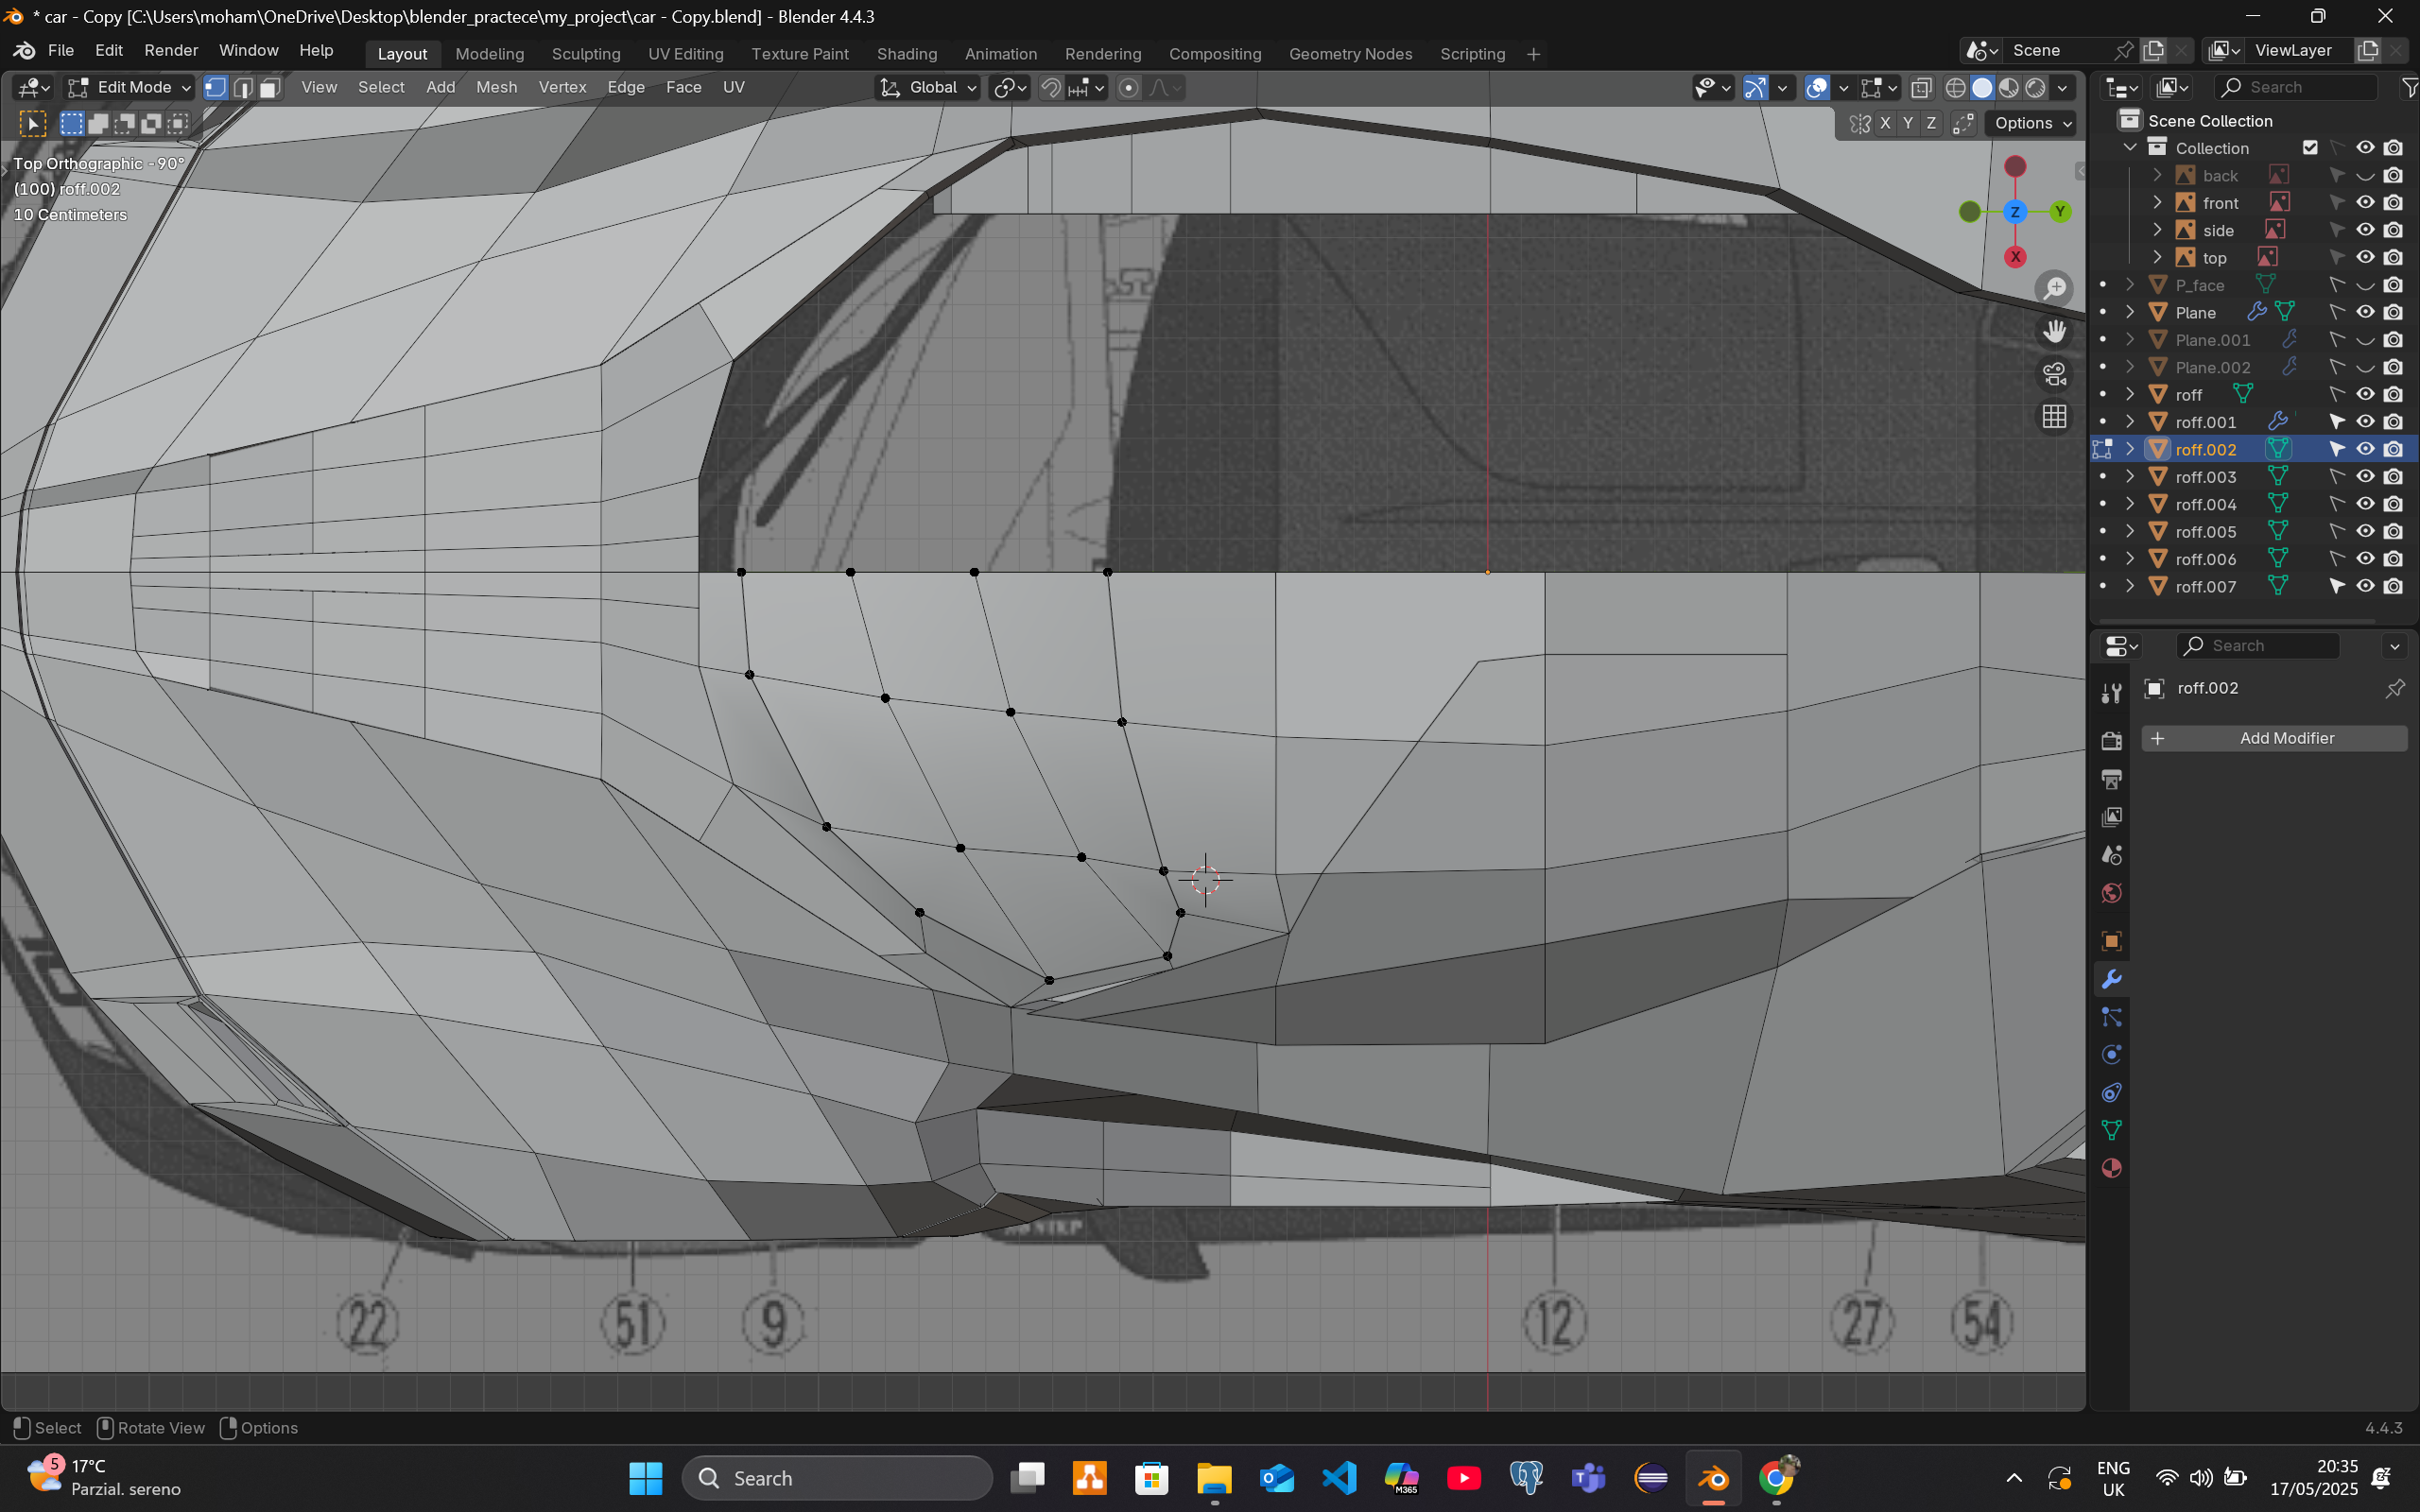 * car - Copy [C:\Users\moham\OneDrive\Desktop\blender_practece\my_project\car - Copy.blend] - Blender 4.4.3
File Edit Render Window Help Layout Modeling Sculpting UV Editing Texture Paint Shading Animation Rendering Compositing Geometry Nodes Scripting + Scene ViewLayer
Edit Mode View Select Add Mesh Vertex Edge Face UV Global Search
X Y Z Options
Top Orthographic -90°
(100) roff.002
10 Centimeters
Z Y
X
Scene Collection
Collection
back
front
side
top
P_face
Plane
Plane.001
Plane.002
roff
roff.001
roff.002
roff.003
roff.004
roff.005
roff.006
roff.007
Search
roff.002
+ Add Modifier
22 51 9 12 27 54
Select Rotate View Options 4.4.3
5 17°C
Parzial. sereno
Search
M365
ENG
UK
20:35
17/05/2025